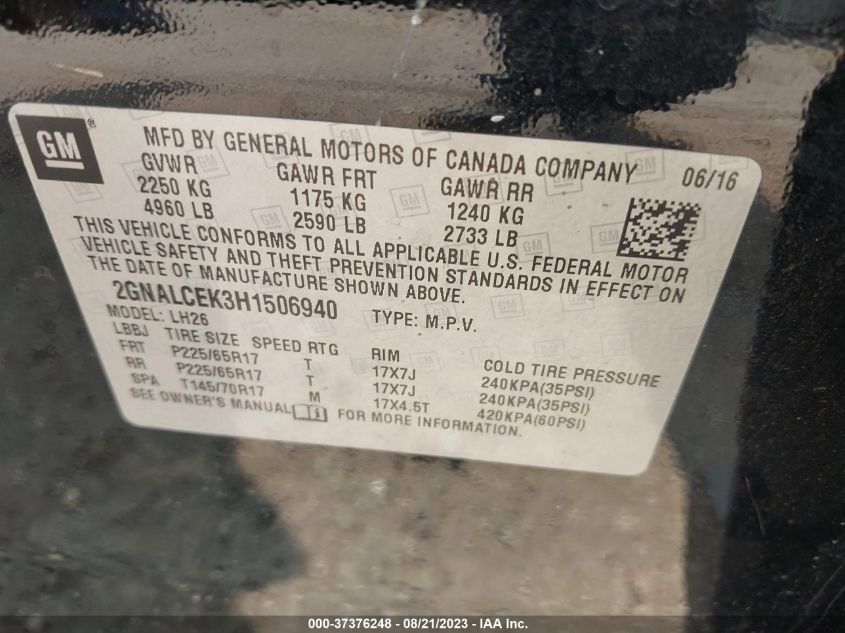 GM ® MFD BY GENERAL MOTORS OF CANADA COMPANY 06/16
GVWR GAWR FRT GAWR RR
2250 KG 1175 KG 1240 KG
4960 LB 2590 LB 2733 LB
THIS VEHICLE CONFORMS TO ALL APPLICABLE U.S. FEDERAL MOTOR
VEHICLE SAFETY AND THEFT PREVENTION STANDARDS IN EFFECT ON
THE DATE OF MANUFACTURE SHOWN ABOVE.
2GNALCEK3H1506940 TYPE: M.P.V.
MODEL: LH26
LBBJ TIRE SIZE SPEED RTG RIM COLD TIRE PRESSURE
FRT P225/65R17 T 17X7J 240KPA(35PSI)
RR P225/65R17 T 17X7J 240KPA(35PSI)
SPA T145/70R17 M 17X4.5T 420KPA(60PSI)
SEE OWNER'S MANUAL FOR MORE INFORMATION.
000-37376248 - 08/21/2023 - IAA Inc.